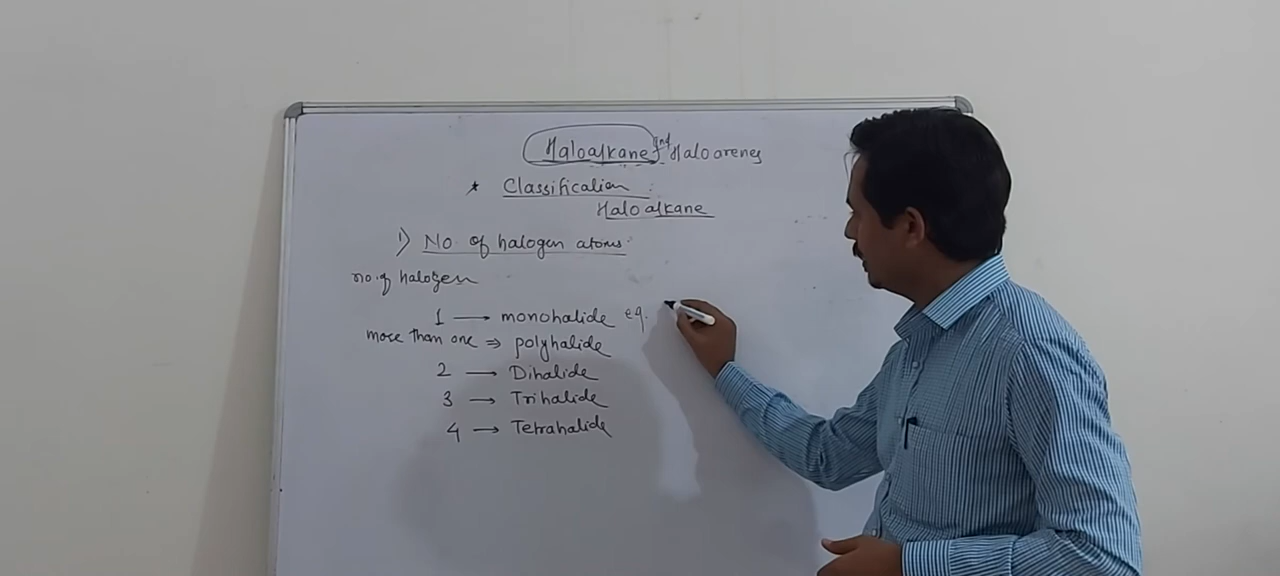 Haloalkane and Haloarenes
* Classification :
Haloalkane
1) No. of halogen atoms:
no. of halogen
1 → monohalide e.g.
more than one ⇒ polyhalide
2 → Dihalide
3 → Trihalide
4 → Tetrahalide